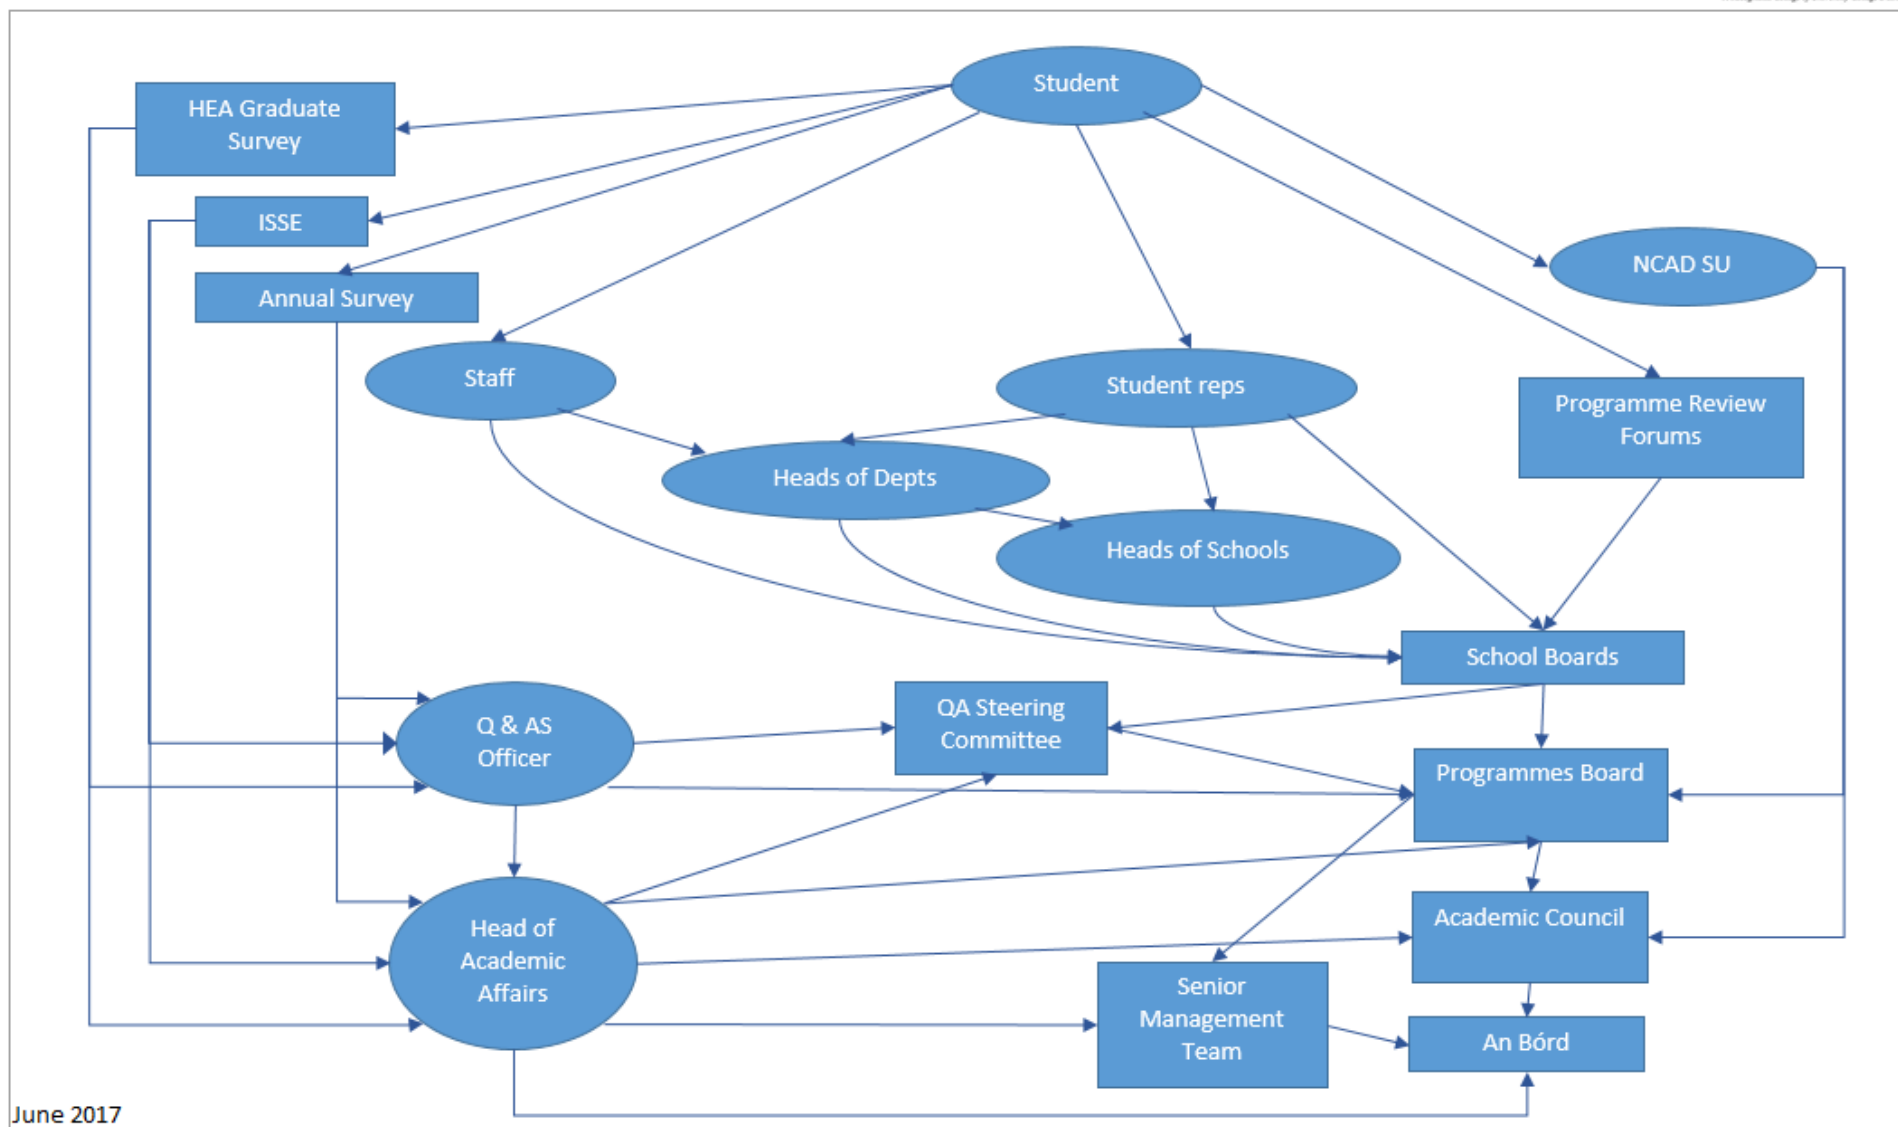 Student
HEA Graduate
Survey
ISSE
NCAD SU
Annual Survey
Staff
Student reps
Programme Review
Forums
Heads of Depts
Heads of Schools
School Boards
QA Steering
Committee
Q & AS
Officer
Programmes Board
Academic Council
Head of
Academic
Affairs
Senior
Management
Team
An Bórd
June 2017